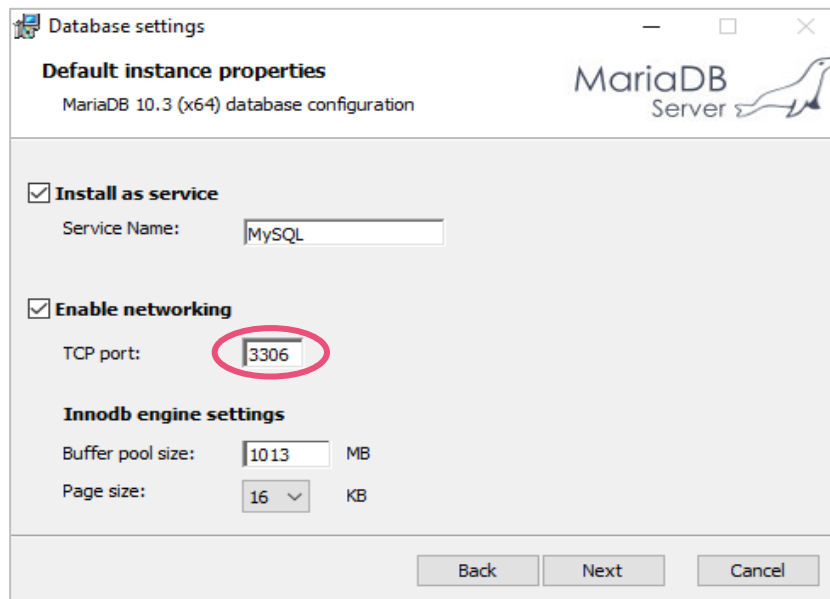 Database settings
Default instance properties
MariaDB 10.3 (x64) database configuration
MariaDB
Server
Install as service
Service Name: MySQL
Enable networking
TCP port: 3306
Innodb engine settings
Buffer pool size: 1013 MB
Page size: 16 KB
Back Next Cancel